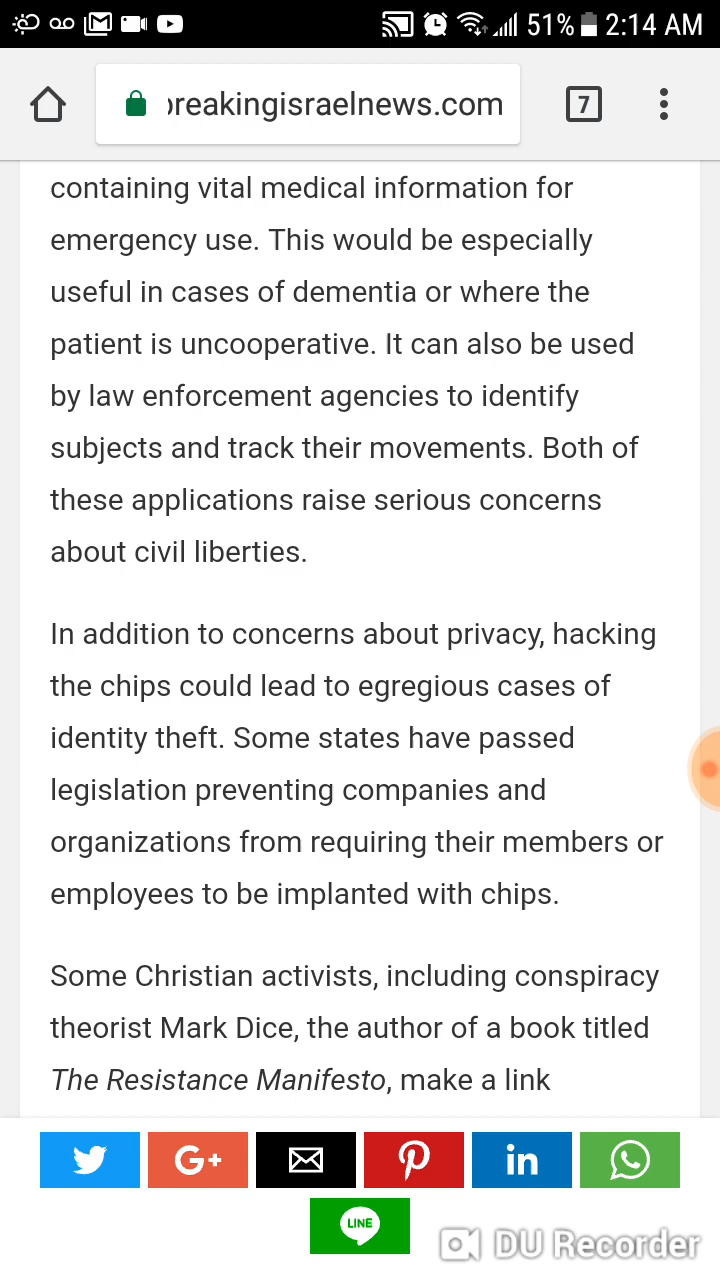 51% 2:14 AM
breakingisraelnews.com 7
containing vital medical information for
emergency use. This would be especially
useful in cases of dementia or where the
patient is uncooperative. It can also be used
by law enforcement agencies to identify
subjects and track their movements. Both of
these applications raise serious concerns
about civil liberties.
In addition to concerns about privacy, hacking
the chips could lead to egregious cases of
identity theft. Some states have passed
legislation preventing companies and
organizations from requiring their members or
employees to be implanted with chips.
Some Christian activists, including conspiracy
theorist Mark Dice, the author of a book titled
The Resistance Manifesto, make a link
G+ in
LINE
DU Recorder